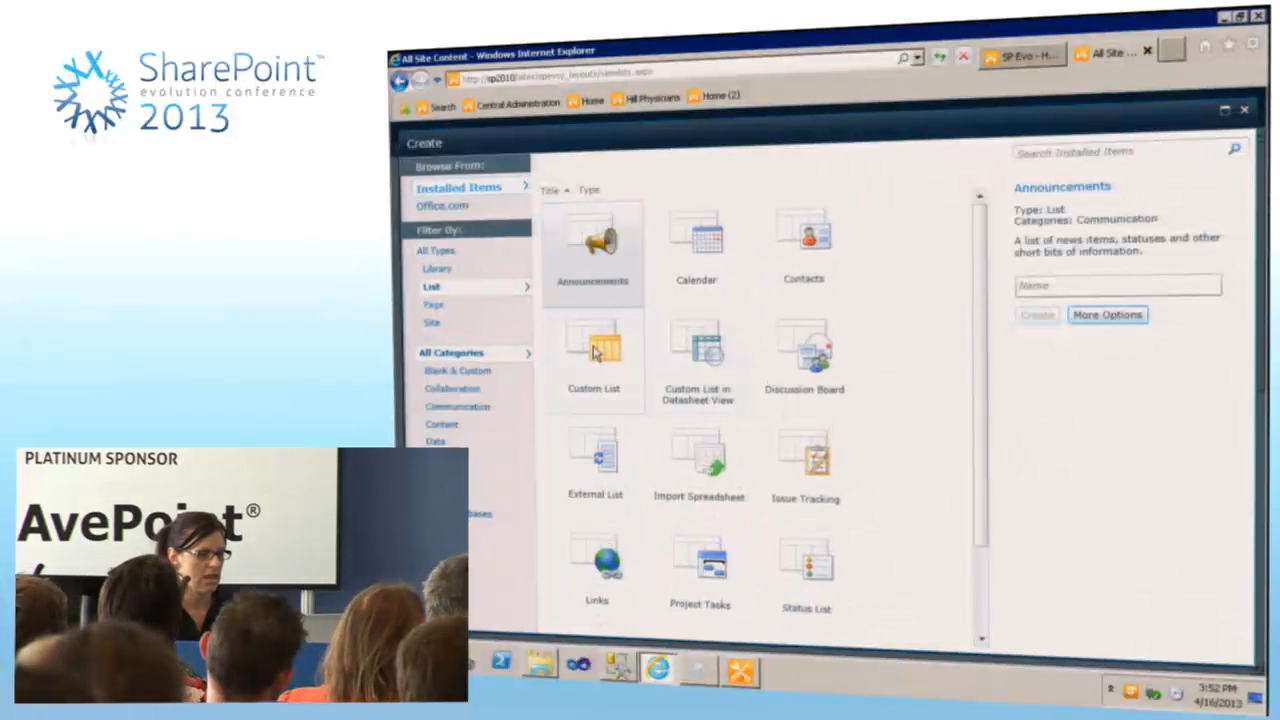 SharePoint™
evolution conference
2013
All Site Content - Windows Internet Explorer
SP Evo - H...
All Site ...
Search
Central Administration
Home
Hill Physicians
Home (2)
Create
Browse From:
Installed Items
Office.com
Filter By:
All Types
Library
List
Page
Site
All Categories
Blank & Custom
Collaboration
Communication
Content
Data
Title Type
Announcements
Calendar
Contacts
Custom List
Custom List in
Datasheet View
Discussion Board
External List
Import Spreadsheet
Issue Tracking
Links
Project Tasks
Status List
Search Installed Items
Announcements
Type: List
Categories: Communication
A list of news items, statuses and other
short bits of information.
Name
Create
More Options
3:52 PM
4/16/2013
PLATINUM SPONSOR
AvePoint®